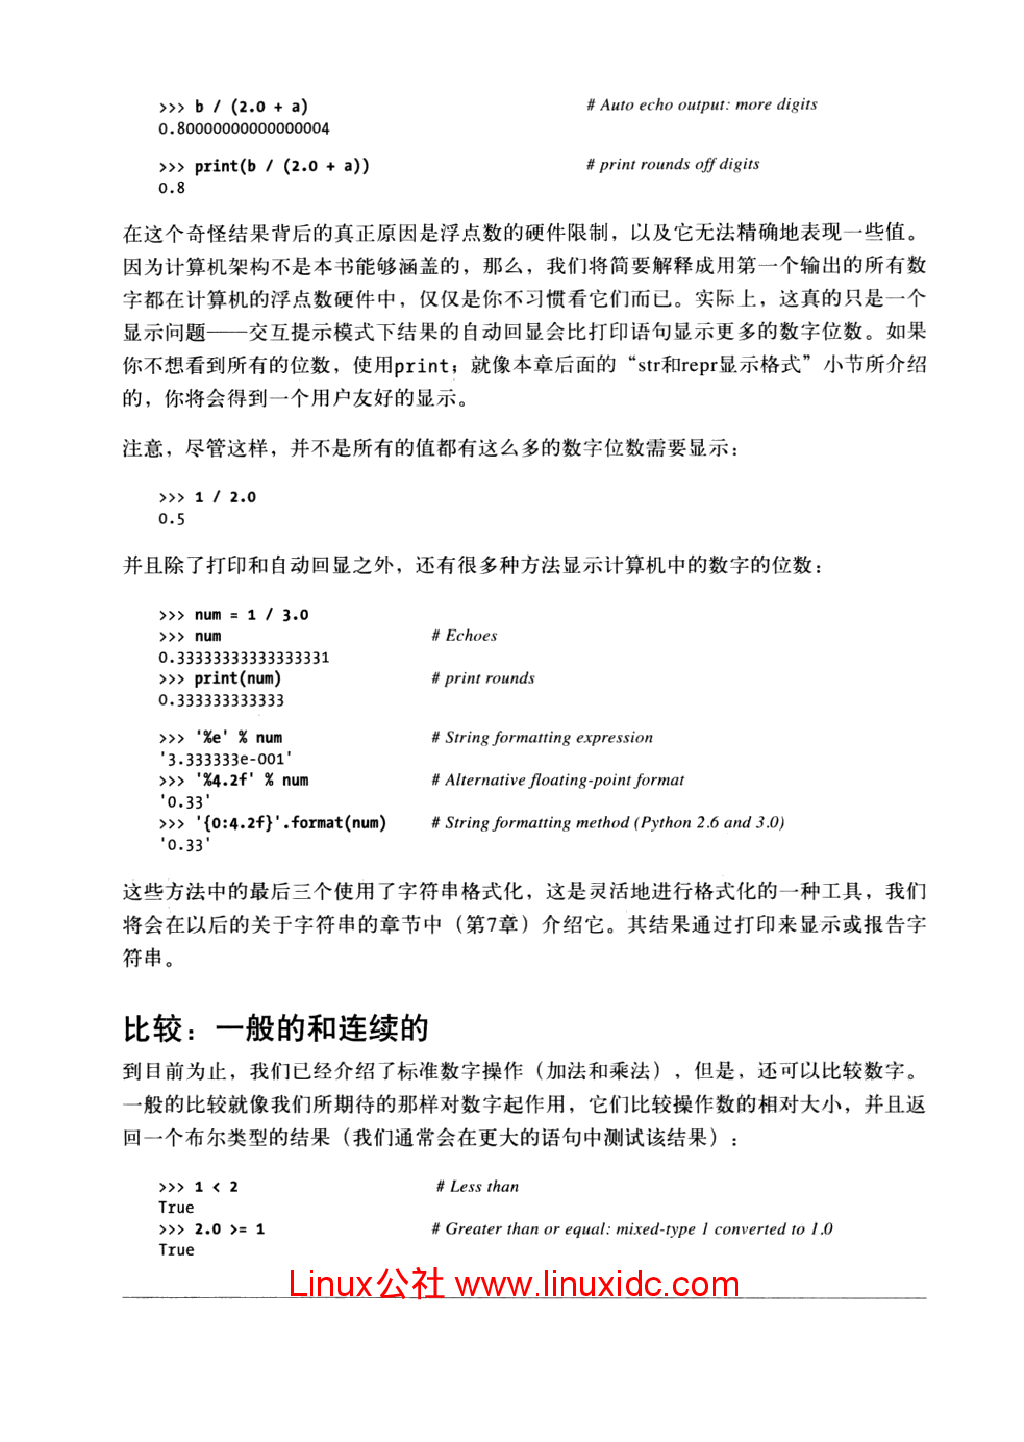 >>> b / (2.0 + a)    # Auto echo output: more digits
0.80000000000000004
>>> print(b / (2.0 + a))    # print rounds off digits
0.8
在这个奇怪结果背后的真正原因是浮点数的硬件限制，以及它无法精确地表现一些值。
因为计算机架构不是本书能够涵盖的，那么，我们将简要解释成用第一个输出的所有数
字都在计算机的浮点数硬件中，仅仅是你不习惯看它们而已。实际上，这真的只是一个
显示问题——交互提示模式下结果的自动回显会比打印语句显示更多的数字位数。如果
你不想看到所有的位数，使用print；就像本章后面的“str和repr显示格式”小节所介绍
的，你将会得到一个用户友好的显示。
注意，尽管这样，并不是所有的值都有这么多的数字位数需要显示：
>>> 1 / 2.0
0.5
并且除了打印和自动回显之外，还有很多种方法显示计算机中的数字的位数：
>>> num = 1 / 3.0
>>> num    # Echoes
0.33333333333333331
>>> print(num)    # print rounds
0.333333333333
>>> '%e' % num    # String formatting expression
'3.333333e-001'
>>> '%4.2f' % num    # Alternative floating-point format
'0.33'
>>> '{0:4.2f}'.format(num)    # String formatting method (Python 2.6 and 3.0)
'0.33'
这些方法中的最后三个使用了字符串格式化，这是灵活地进行格式化的一种工具，我们
将会在以后的关于字符串的章节中（第7章）介绍它。其结果通过打印来显示或报告字
符串。
比较：一般的和连续的
到目前为止，我们已经介绍了标准数字操作（加法和乘法），但是，还可以比较数字。
一般的比较就像我们所期待的那样对数字起作用，它们比较操作数的相对大小，并且返
回一个布尔类型的结果（我们通常会在更大的语句中测试该结果）：
>>> 1 < 2    # Less than
True
>>> 2.0 >= 1    # Greater than or equal: mixed-type 1 converted to 1.0
True
Linux公社 www.linuxidc.com